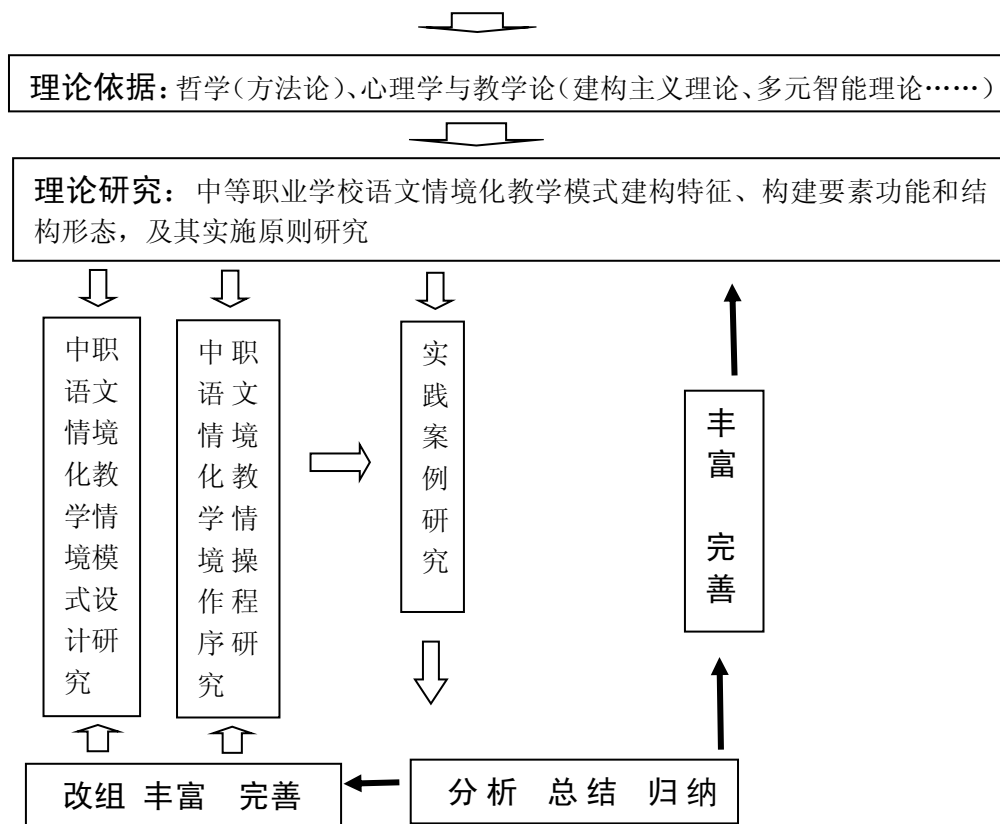 理论依据：哲学（方法论）、心理学与教学论（建构主义理论、多元智能理论……）
理论研究：中等职业学校语文情境化教学模式建构特征、构建要素功能和结
构形态，及其实施原则研究
中职
语文
情境
化教
学情
境模
式设
计研
究
中职
语文
情境
化教
学情
境操
作程
序研
究
实
践
案
例
研
究
丰
富
完
善
改组 丰富 完善
分析 总结 归纳